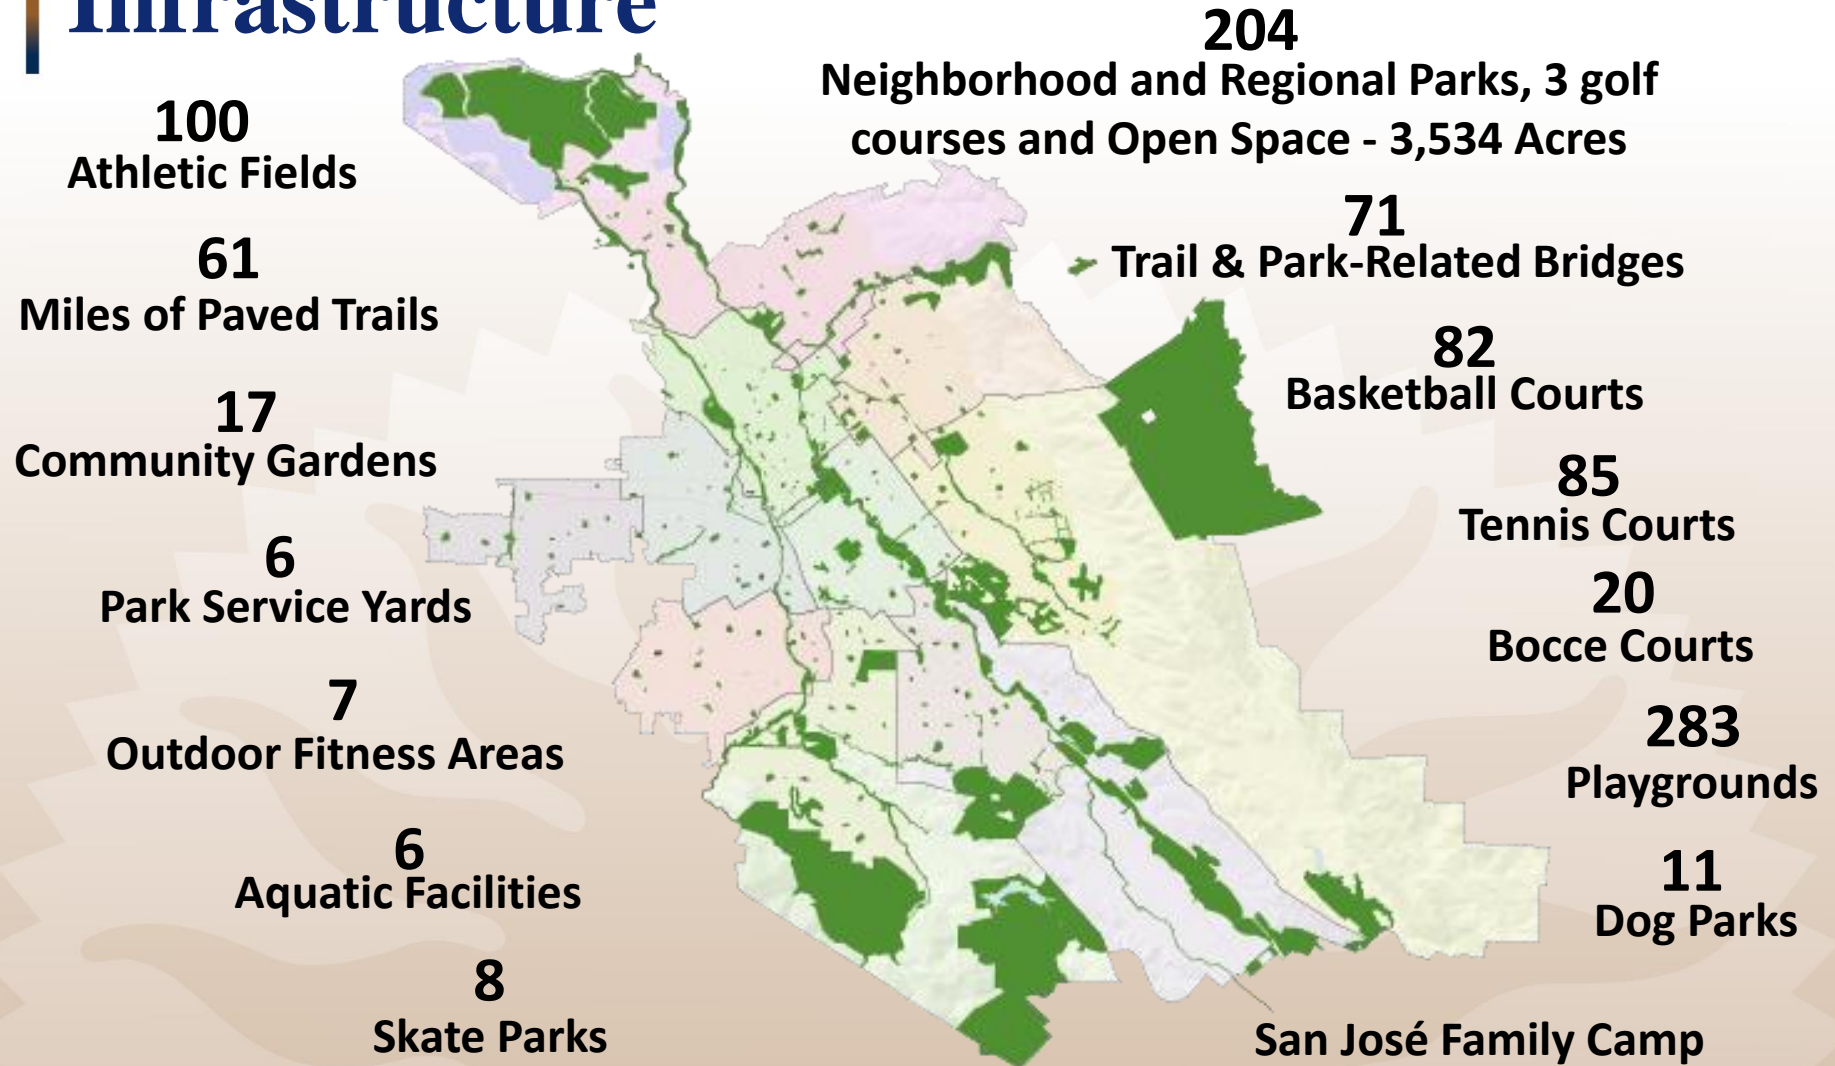 Infrastructure
100
Athletic Fields
61
Miles of Paved Trails
17
Community Gardens
6
Park Service Yards
7
Outdoor Fitness Areas
6
Aquatic Facilities
8
Skate Parks
204
Neighborhood and Regional Parks, 3 golf
courses and Open Space - 3,534 Acres
71
Trail & Park-Related Bridges
82
Basketball Courts
85
Tennis Courts
20
Bocce Courts
283
Playgrounds
11
Dog Parks
San José Family Camp